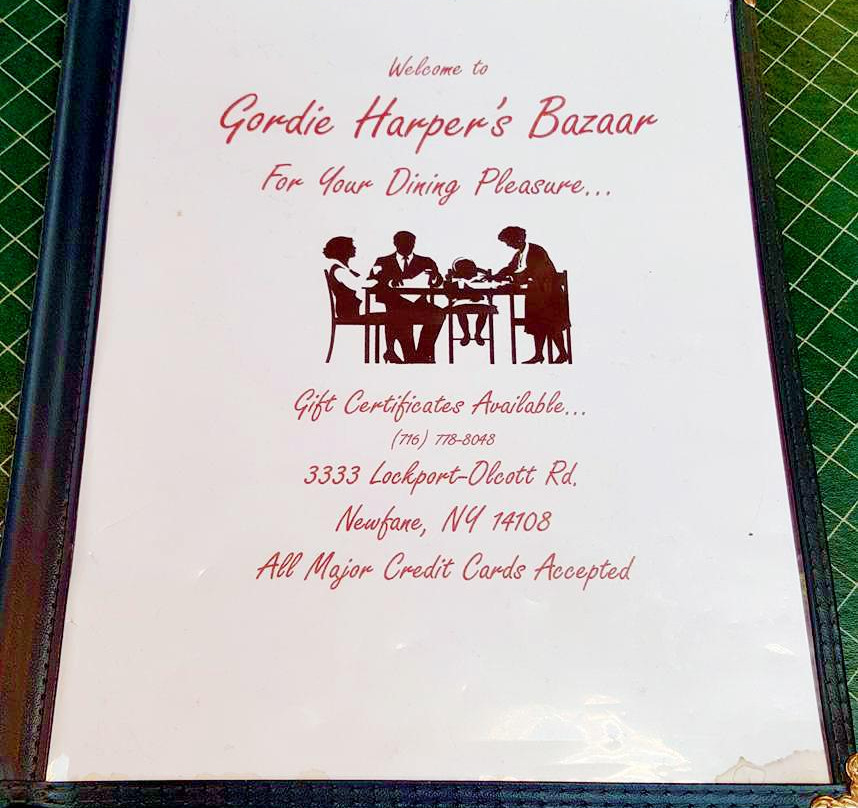 Welcome to
Gordie Harper's Bazaar
For Your Dining Pleasure...
Gift Certificates Available...
(716) 778-8048
3333 Lockport-Olcott Rd.
Newfane, NY 14108
All Major Credit Cards Accepted